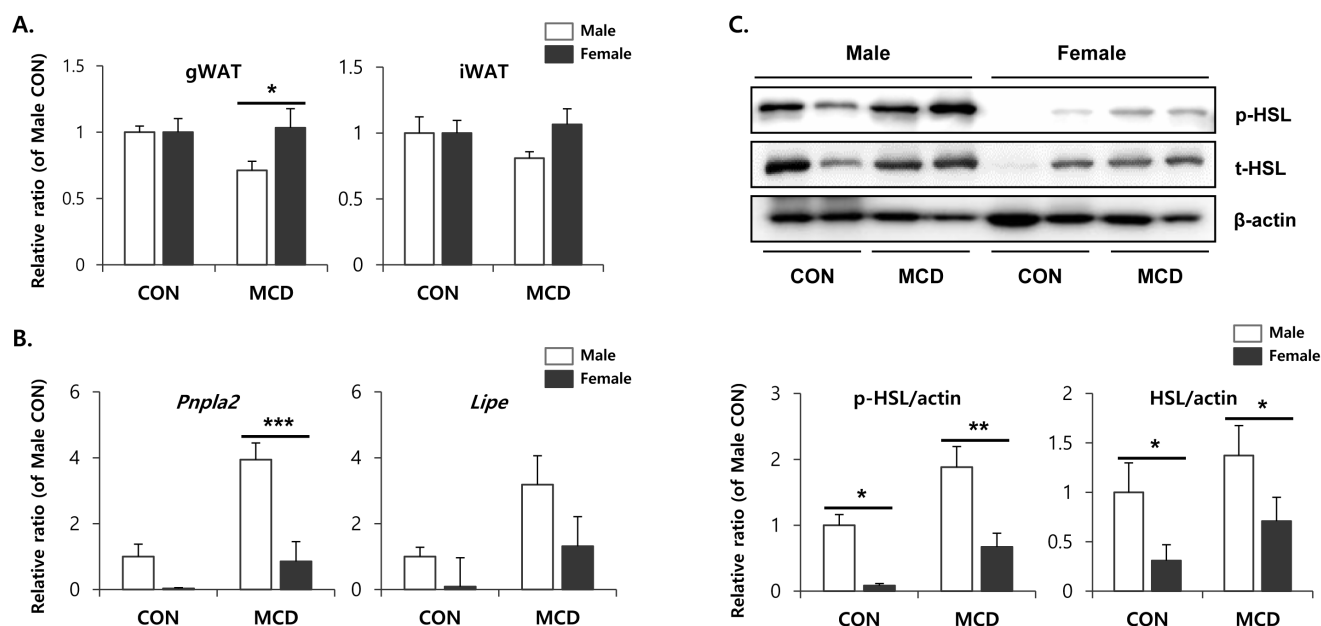 A.
Male
Female
Relative ratio (of Male CON)
gWAT
*
1.5
1
0.5
0
CON MCD
iWAT
1.5
1
0.5
0
CON MCD
B.
Male
Female
Relative ratio (of Male CON)
Pnpla2
***
6
4
2
0
CON MCD
Lipe
6
4
2
0
CON MCD
C.
Male Female
p-HSL
t-HSL
β-actin
CON MCD CON MCD
Male
Female
Relative ratio (of Male CON)
p-HSL/actin
*
**
3
2
1
0
CON MCD
HSL/actin
*
*
2
1.5
1
0.5
0
CON MCD